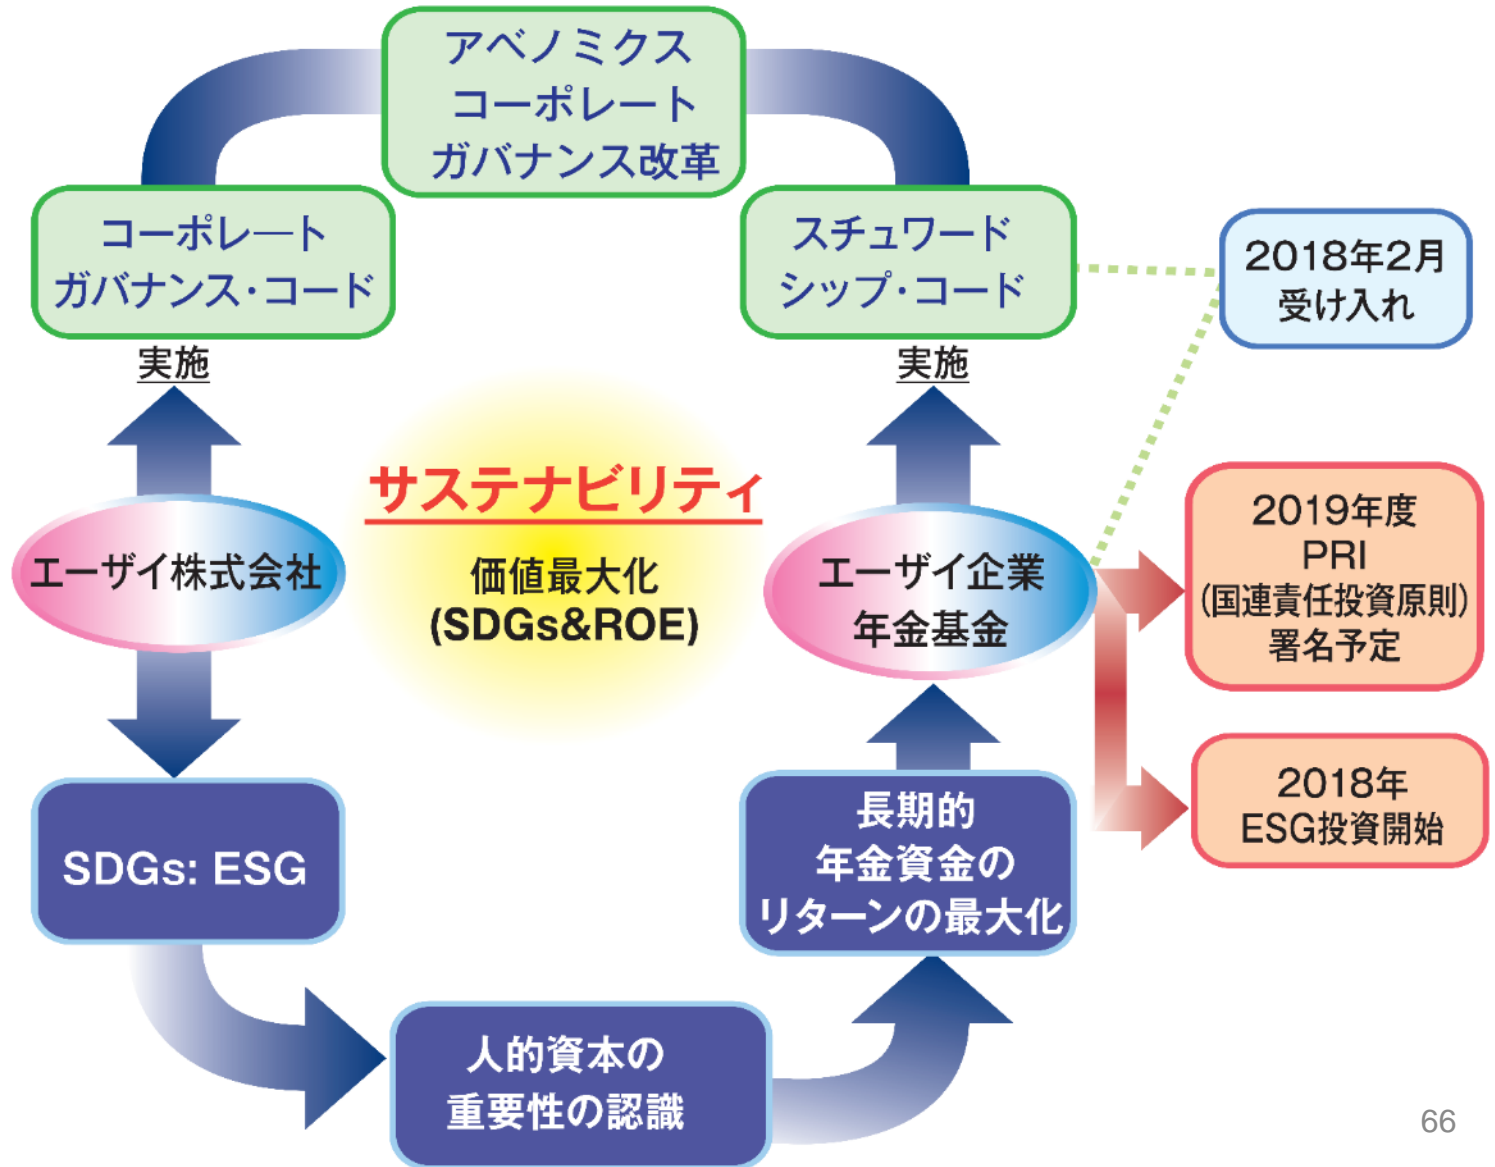 アベノミクス
コーポレート
ガバナンス改革
コーポレート
ガバナンス・コード
スチュワード
シップ・コード
2018年2月
受け入れ
実施
実施
サステナビリティ
価値最大化
(SDGs&ROE)
エーザイ株式会社
エーザイ企業
年金基金
2019年度
PRI
(国連責任投資原則)
署名予定
2018年
ESG投資開始
SDGs: ESG
長期的
年金資金の
リターンの最大化
人的資本の
重要性の認識
66